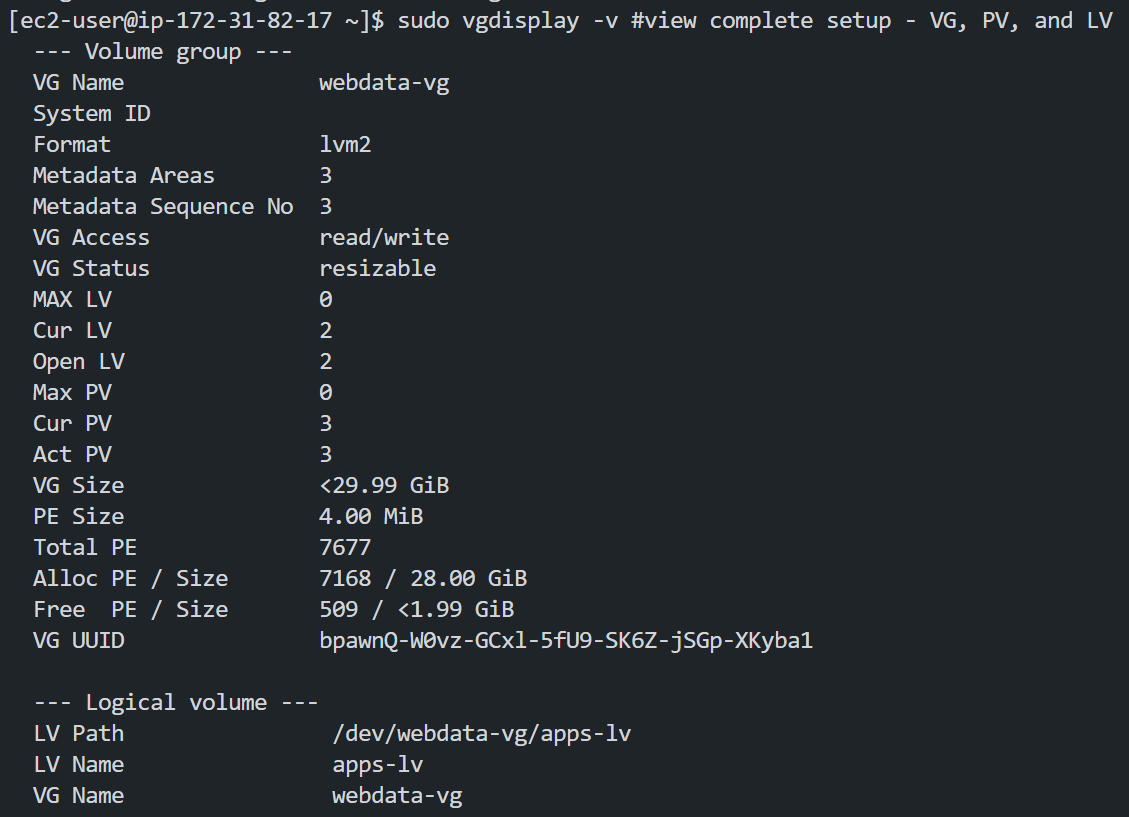 [ec2-user@ip-172-31-82-17 ~]$ sudo vgdisplay -v #view complete setup - VG, PV, and LV
--- Volume group ---
VG Name webdata-vg
System ID
Format lvm2
Metadata Areas 3
Metadata Sequence No 3
VG Access read/write
VG Status resizable
MAX LV 0
Cur LV 2
Open LV 2
Max PV 0
Cur PV 3
Act PV 3
VG Size <29.99 GiB
PE Size 4.00 MiB
Total PE 7677
Alloc PE / Size 7168 / 28.00 GiB
Free  PE / Size 509 / <1.99 GiB
VG UUID bpawnQ-W0vz-GCxl-5fU9-SK6Z-jSGp-XKyba1
--- Logical volume ---
LV Path /dev/webdata-vg/apps-lv
LV Name apps-lv
VG Name webdata-vg